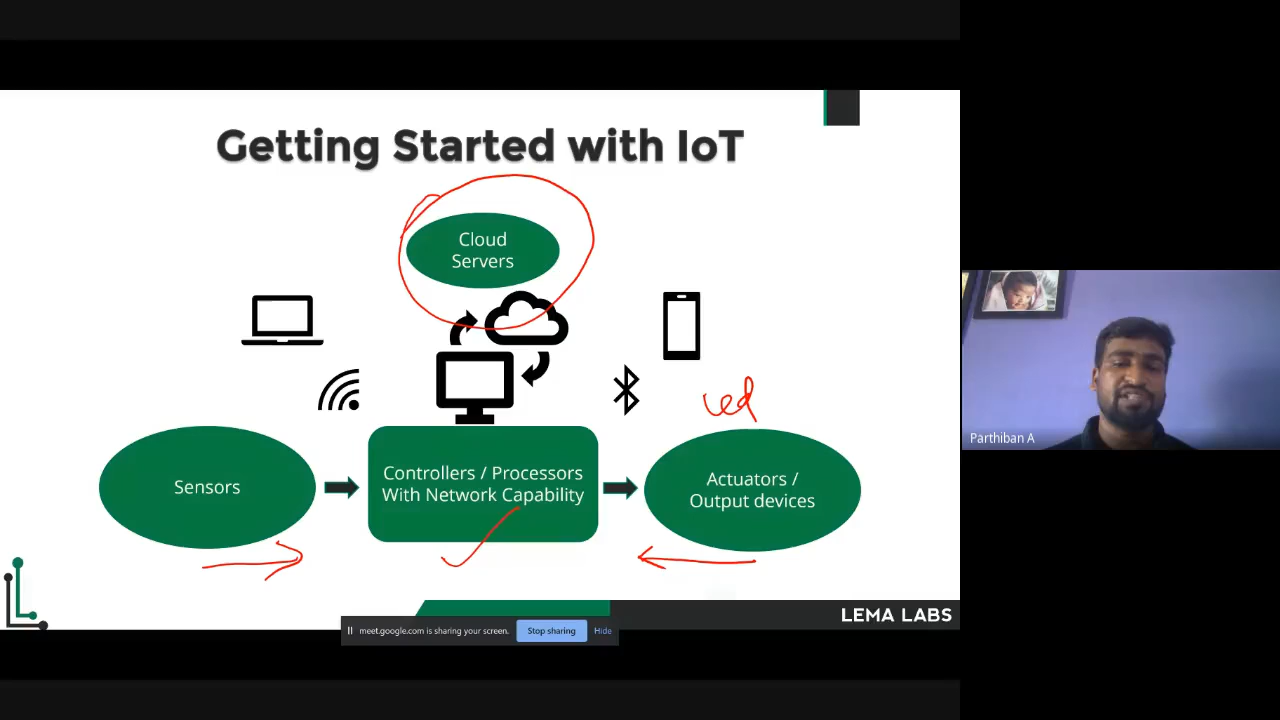 Getting Started with IoT
Cloud
Servers
led
Sensors
Controllers / Processors
With Network Capability
Actuators /
Output devices
Parthiban A
LEMA LABS
meet.google.com is sharing your screen.
Stop sharing
Hide